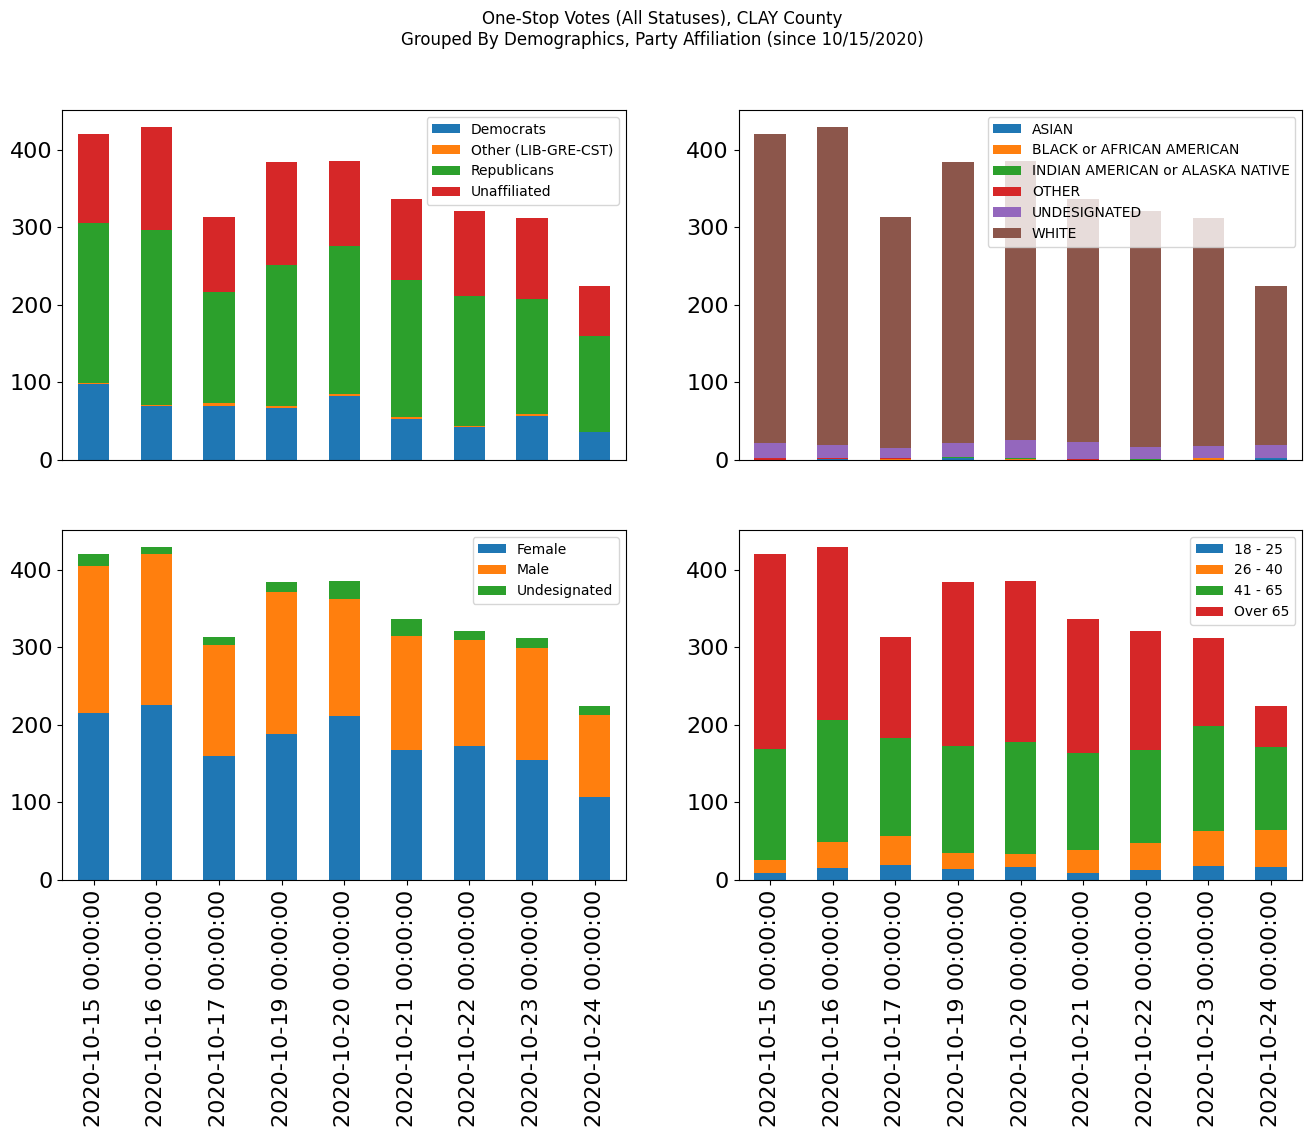 One-Stop Votes (All Statuses), CLAY County
Grouped By Demographics, Party Affiliation (since 10/15/2020)
400
300
200
100
0
Democrats
Other (LIB-GRE-CST)
Republicans
Unaffiliated
400
300
200
100
0
ASIAN
BLACK or AFRICAN AMERICAN
INDIAN AMERICAN or ALASKA NATIVE
OTHER
UNDESIGNATED
WHITE
400
300
200
100
0
Female
Male
Undesignated
2020-10-15 00:00:00
2020-10-16 00:00:00
2020-10-17 00:00:00
2020-10-19 00:00:00
2020-10-20 00:00:00
2020-10-21 00:00:00
2020-10-22 00:00:00
2020-10-23 00:00:00
2020-10-24 00:00:00
400
300
200
100
0
18 - 25
26 - 40
41 - 65
Over 65
2020-10-15 00:00:00
2020-10-16 00:00:00
2020-10-17 00:00:00
2020-10-19 00:00:00
2020-10-20 00:00:00
2020-10-21 00:00:00
2020-10-22 00:00:00
2020-10-23 00:00:00
2020-10-24 00:00:00